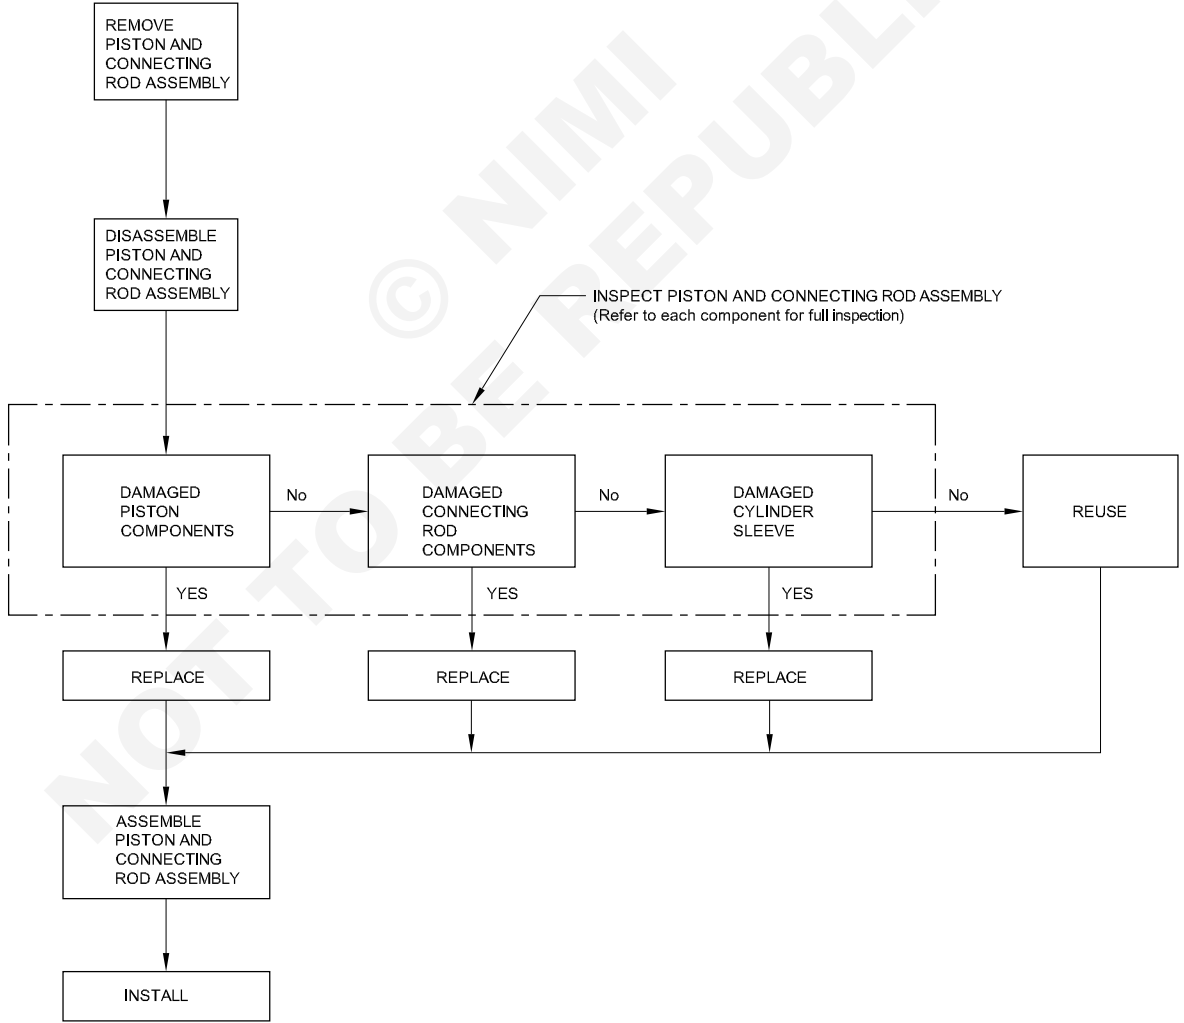 REMOVE
PISTON AND
CONNECTING
ROD ASSEMBLY
DISASSEMBLE
PISTON AND
CONNECTING
ROD ASSEMBLY
INSPECT PISTON AND CONNECTING ROD ASSEMBLY
(Refer to each component for full inspection)
DAMAGED
PISTON
COMPONENTS
No
DAMAGED
CONNECTING
ROD
COMPONENTS
No
DAMAGED
CYLINDER
SLEEVE
No
REUSE
YES
YES
YES
REPLACE
REPLACE
REPLACE
ASSEMBLE
PISTON AND
CONNECTING
ROD ASSEMBLY
INSTALL
© NIMI
NOT TO BE